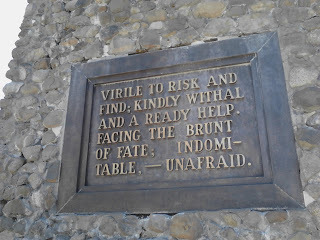 VIRILE TO RISK AND
FIND; KINDLY WITHAL
AND A READY HELP.
FACING THE BRUNT
OF FATE; INDOMI-
TABLE,—UNAFRAID.